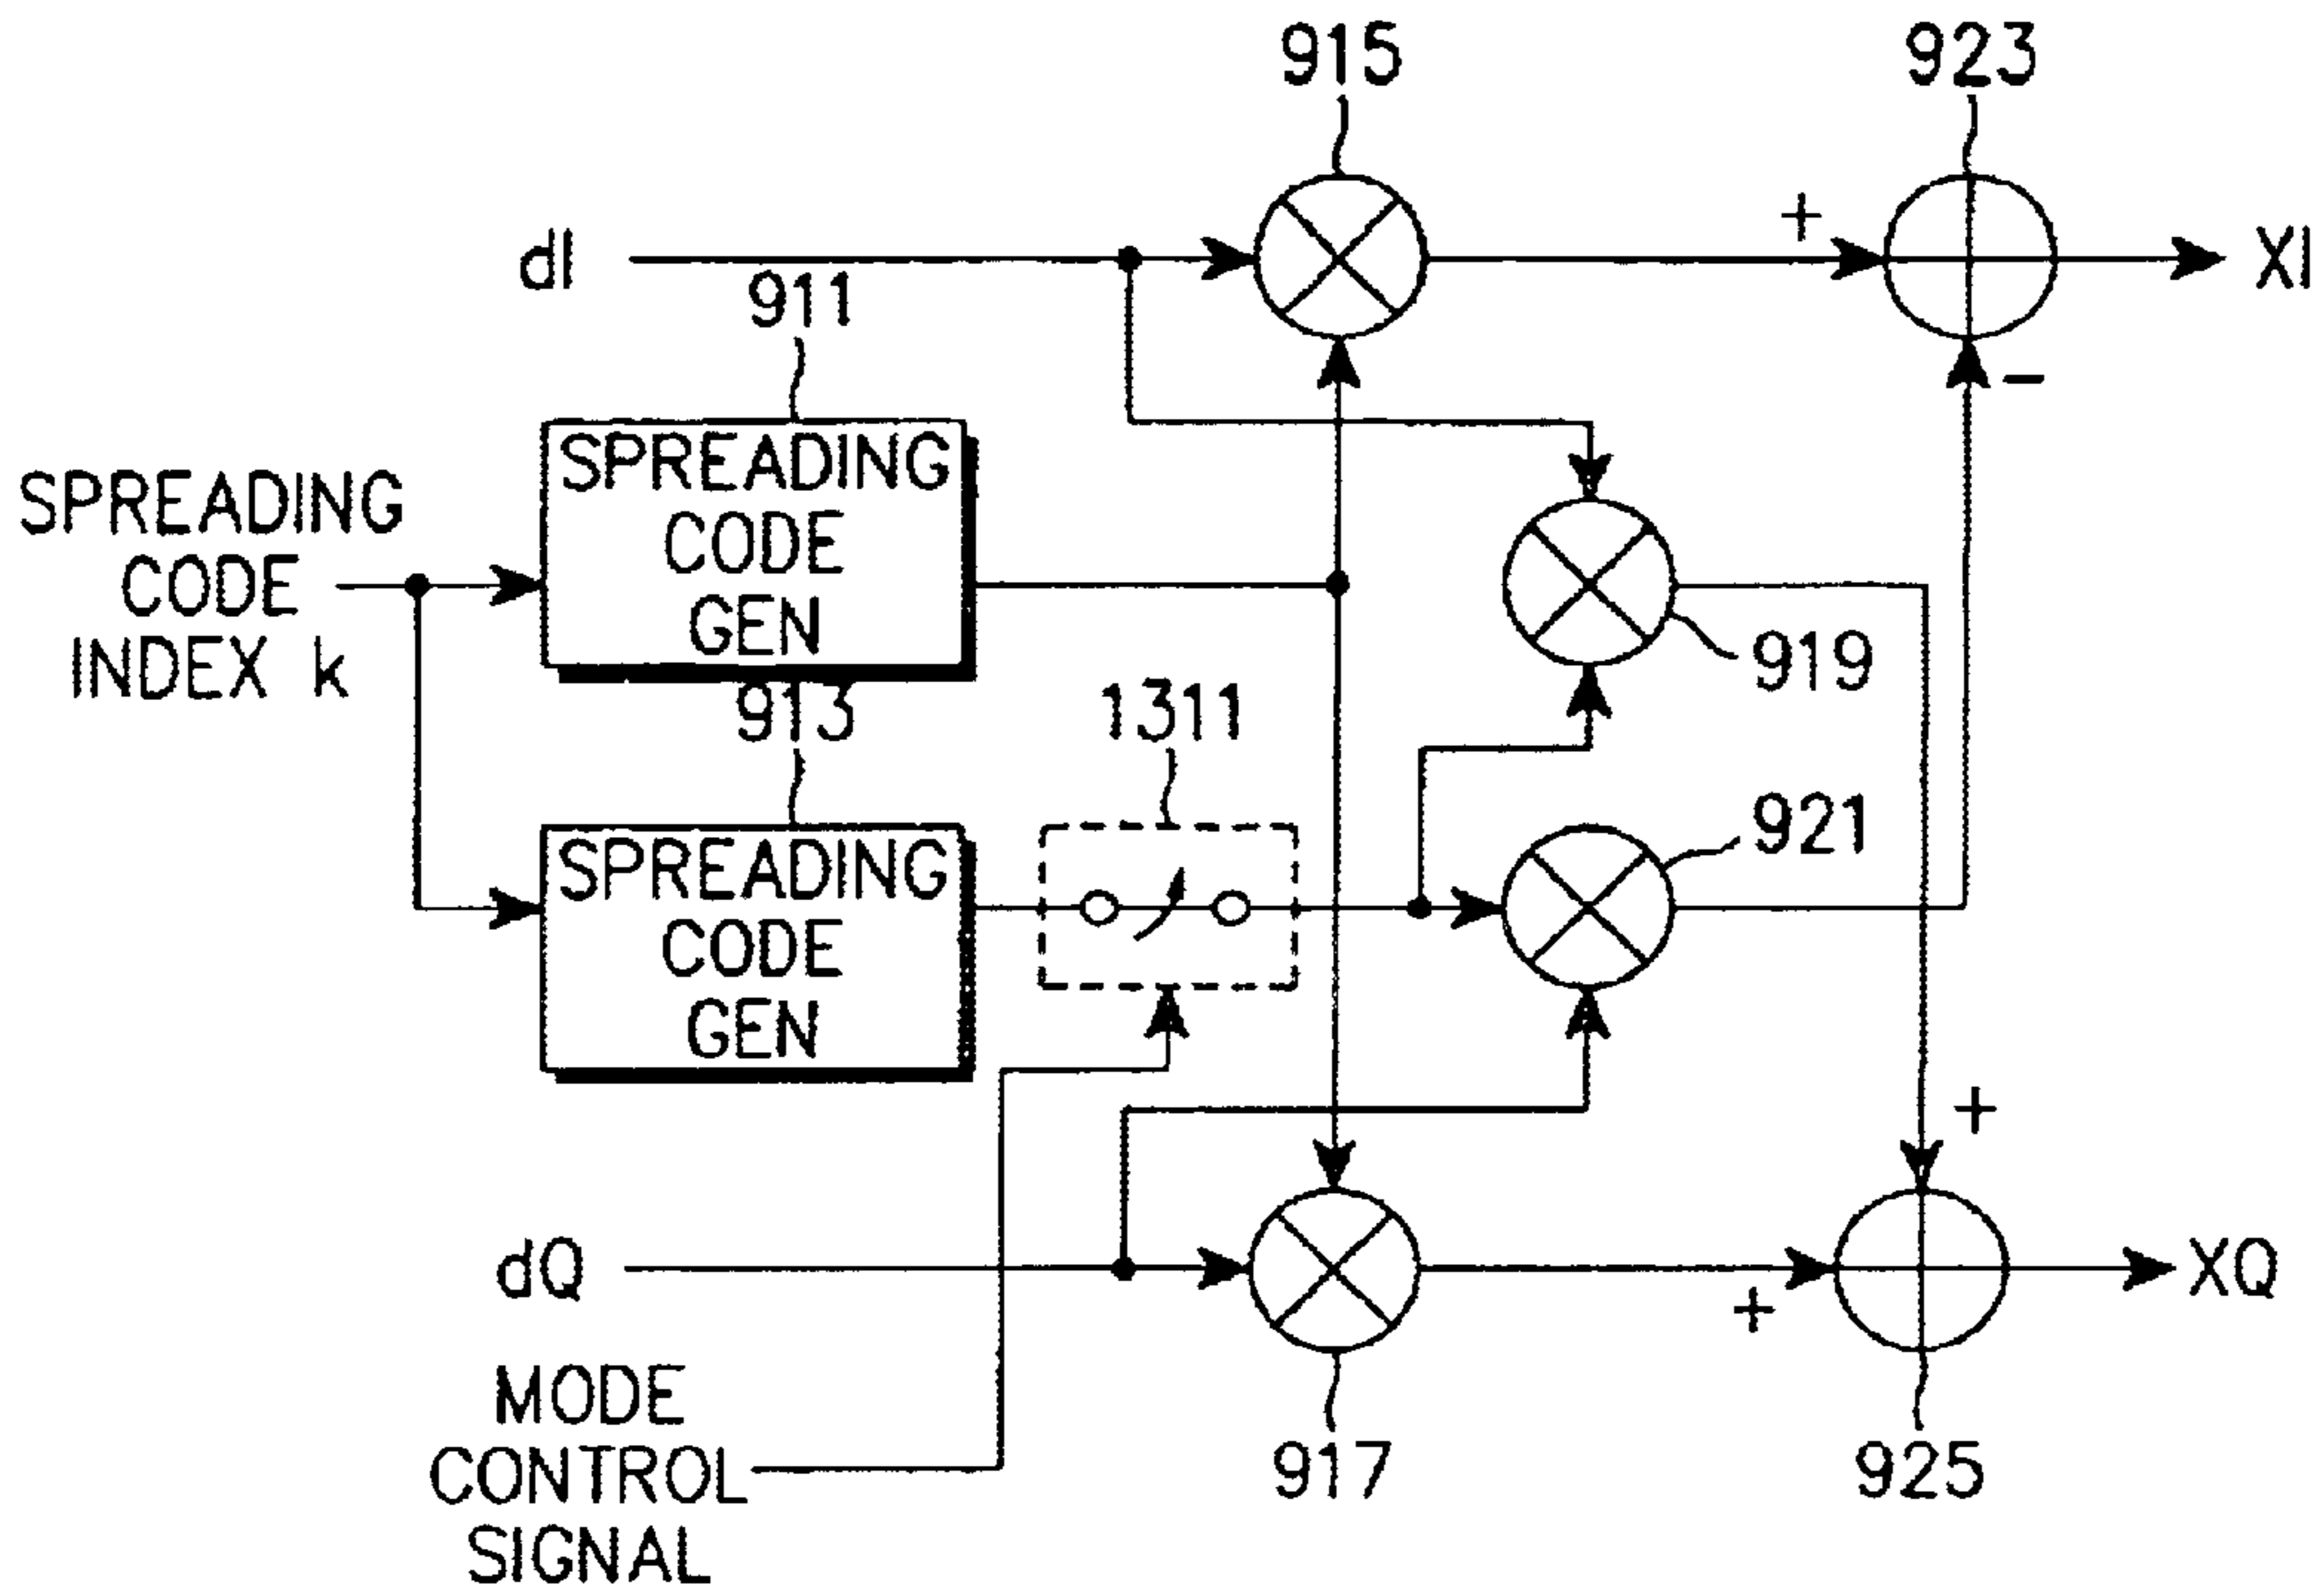 915
923
+
dI
XI
911
-
SPREADING
CODE
GEN
SPREADING
CODE
INDEX k
919
913
1311
921
SPREADING
CODE
GEN
+
dQ
XQ
+
MODE
CONTROL
SIGNAL
917
925